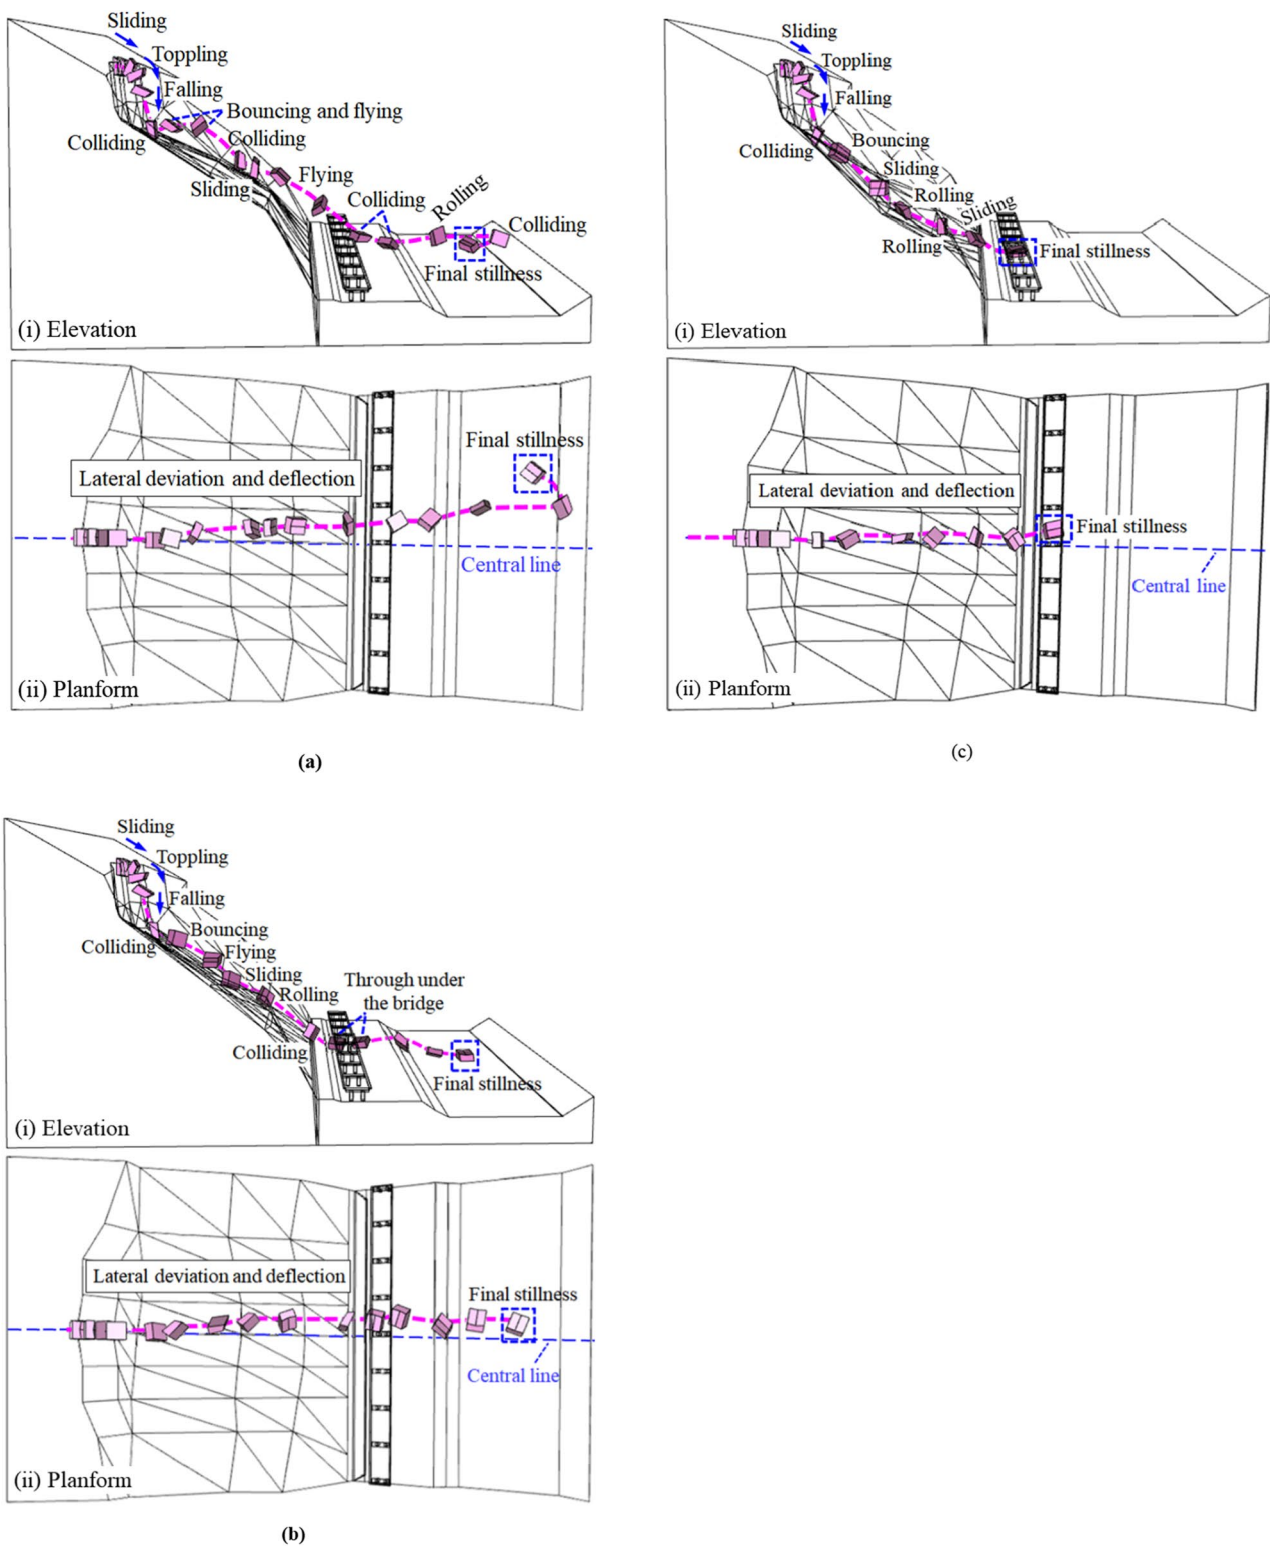 Sliding
Toppling
Falling
Bouncing and flying
Colliding
Colliding
Sliding
Flying
Colliding
Rolling
Colliding
Final stillness
(i) Elevation
Final stillness
Lateral deviation and deflection
Central line
(ii) Planform
(a)
Sliding
Toppling
Falling
Bouncing
Colliding
Sliding
Rolling
Sliding
Rolling
Final stillness
(i) Elevation
Lateral deviation and deflection
Final stillness
Central line
(ii) Planform
(c)
Sliding
Toppling
Falling
Bouncing
Colliding
Flying
Sliding
Rolling
Through under
the bridge
Colliding
Final stillness
(i) Elevation
Lateral deviation and deflection
Final stillness
Central line
(ii) Planform
(b)